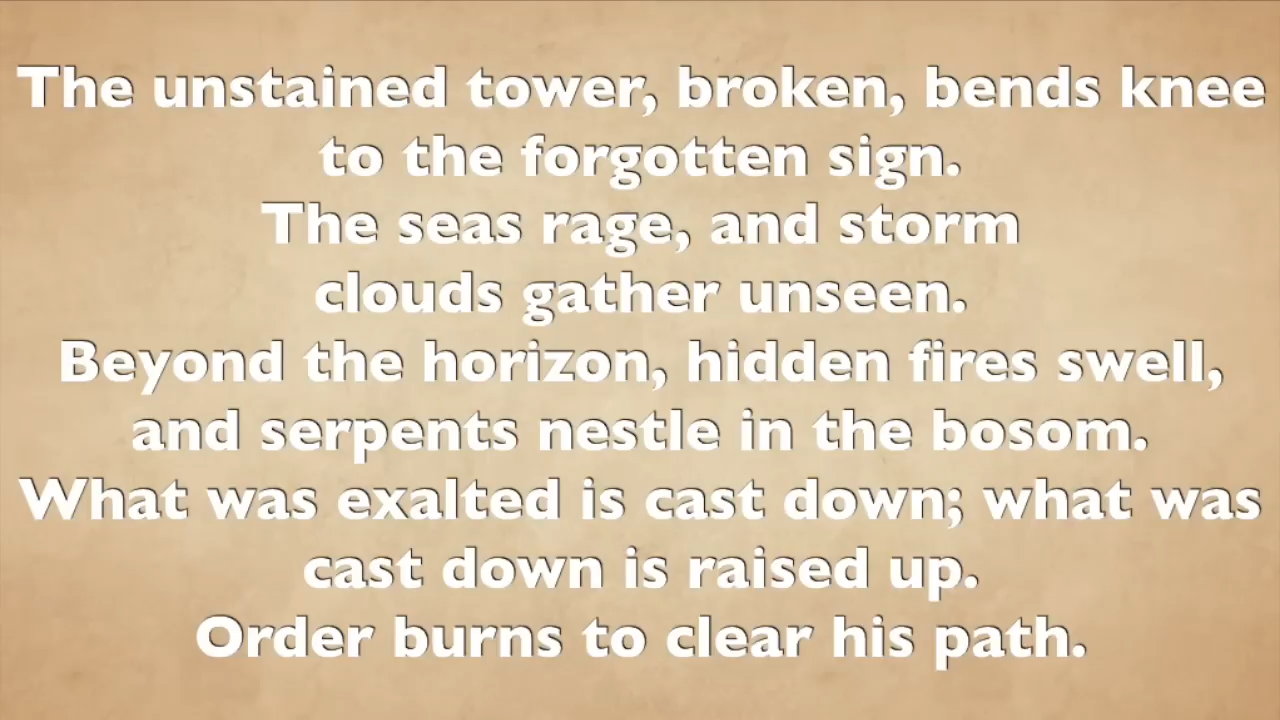 The unstained tower, broken, bends knee
to the forgotten sign.
The seas rage, and storm
clouds gather unseen.
Beyond the horizon, hidden fires swell,
and serpents nestle in the bosom.
What was exalted is cast down; what was
cast down is raised up.
Order burns to clear his path.